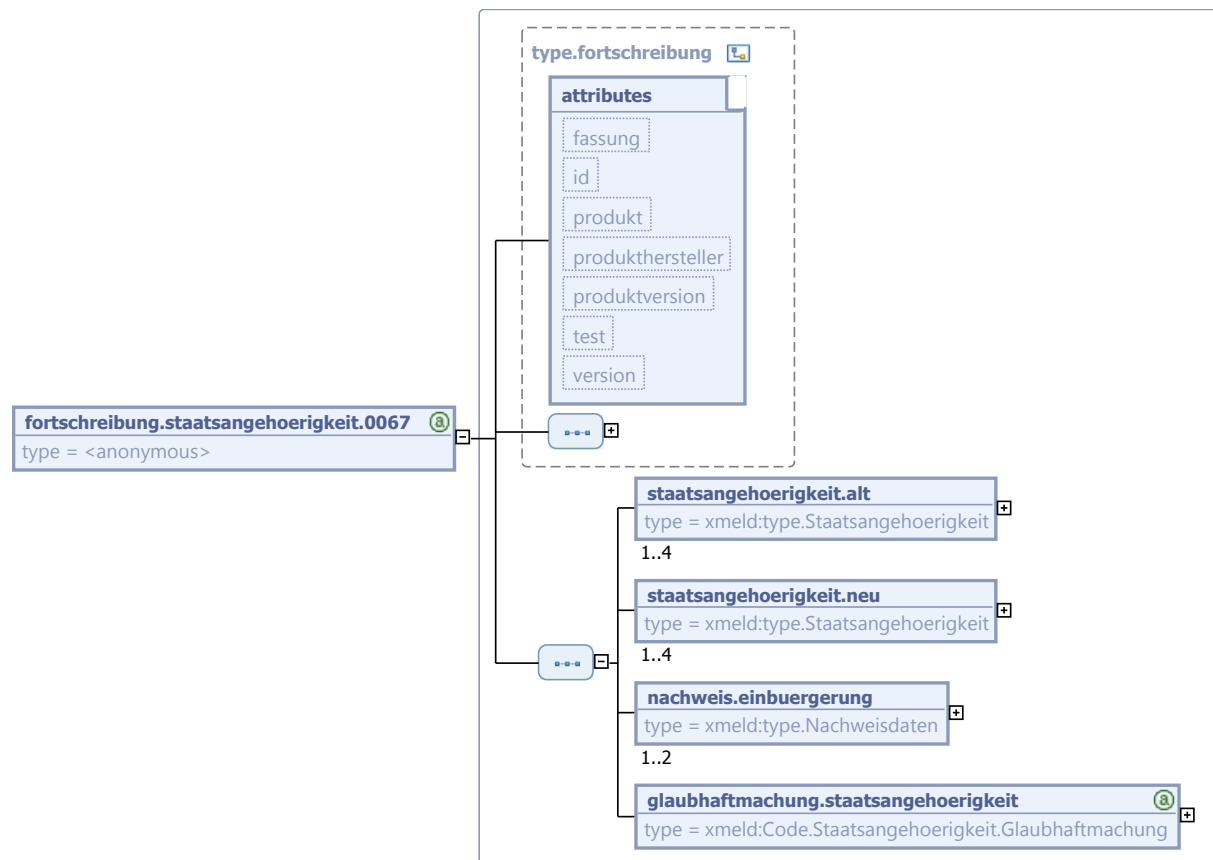 type.fortschreibung
attributes
fassung
id
produkt
produkthersteller
produktversion
test
version
fortschreibung.staatsangehoerigkeit.0067 a
type = <anonymous>
staatsangehoerigkeit.alt
type = xmeld:type.Staatsangehoerigkeit
1..4
staatsangehoerigkeit.neu
type = xmeld:type.Staatsangehoerigkeit
1..4
nachweis.einbuergerung
type = xmeld:type.Nachweisdaten
1..2
glaubhaftmachung.staatsangehoerigkeit a
type = xmeld:Code.Staatsangehoerigkeit.Glaubhaftmachung